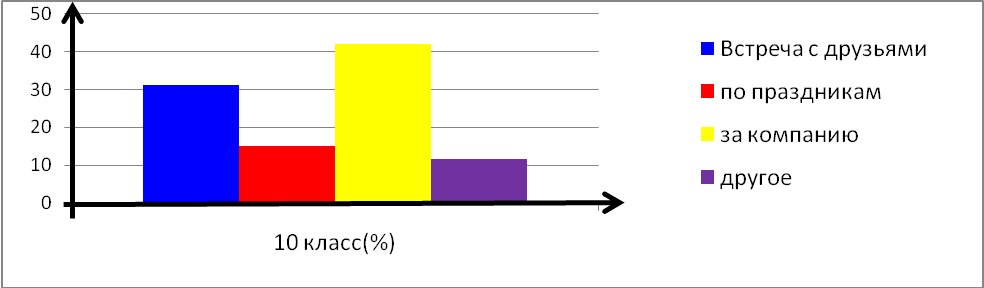 50
40
30
20
10
0
10 класс(%)
Встреча с друзьями
по праздникам
за компанию
другое